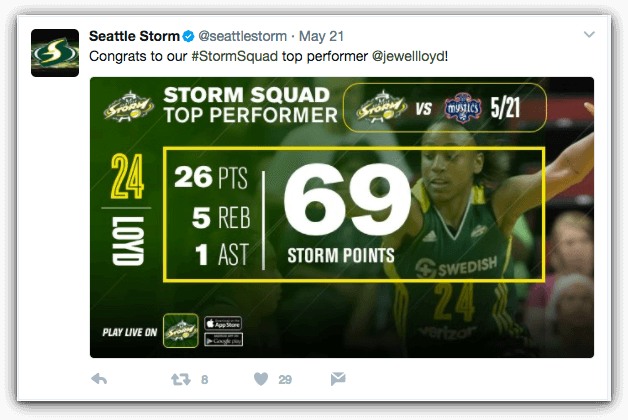 Seattle Storm @seattlestorm · May 21
Congrats to our #StormSquad top performer @jewellloyd!
STORM SQUAD
TOP PERFORMER
STORM
STORM
VS
mystics
5/21
24
LOYD
26 PTS
5 REB
1 AST
69
STORM POINTS
SWEDISH
24
verizon
PLAY LIVE ON
STORM
App Store
Google play
8
29